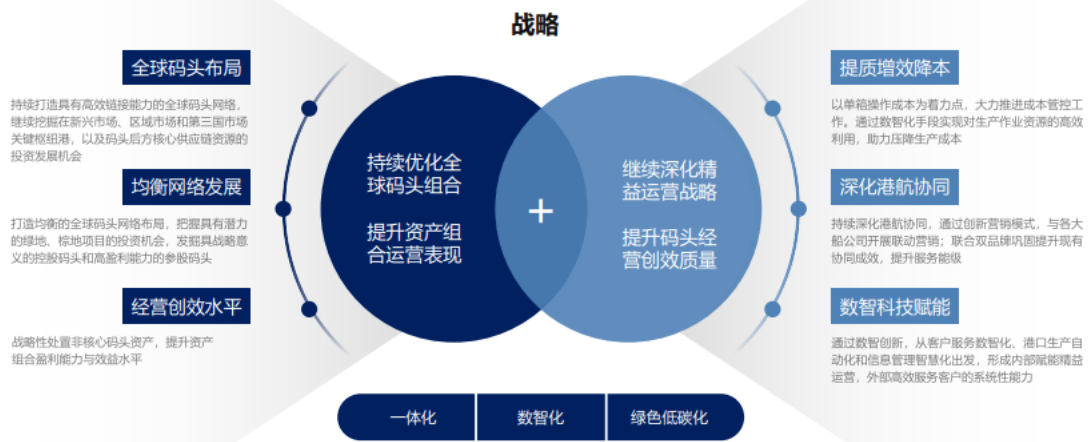 战略
全球码头布局
持续打造具有高效链接能力的全球码头网络，
继续挖掘在新兴市场、区域市场和第三国市场
关键枢纽港，以及码头后方核心供应链资源的
投资发展机会
均衡网络发展
打造均衡的全球码头网络布局，把握具有潜力
的绿地、棕地项目的投资机会，发掘具战略意
义的控股码头和高盈利能力的参股码头
经营创效水平
战略性处置非核心码头资产，提升资产
组合盈利能力与效益水平
持续优化全
球码头组合
提升资产组
合运营表现
+
继续深化精
益运营战略
提升码头经
营创效质量
提质增效降本
以单箱操作成本为着力点，大力推进成本管控工
作。通过数智化手段实现对生产作业资源的高效
利用，助力压降生产成本
深化港航协同
持续深化港航协同，通过创新营销模式，与各大
船公司开展联动营销；联合双品牌巩固提升现有
协同成效，提升服务能级
数智科技赋能
通过数智创新，从客户服务数智化、港口生产自
动化和信息管理智慧化出发，形成内部赋能精益
运营，外部高效服务客户的系统性能力
一体化
数智化
绿色低碳化